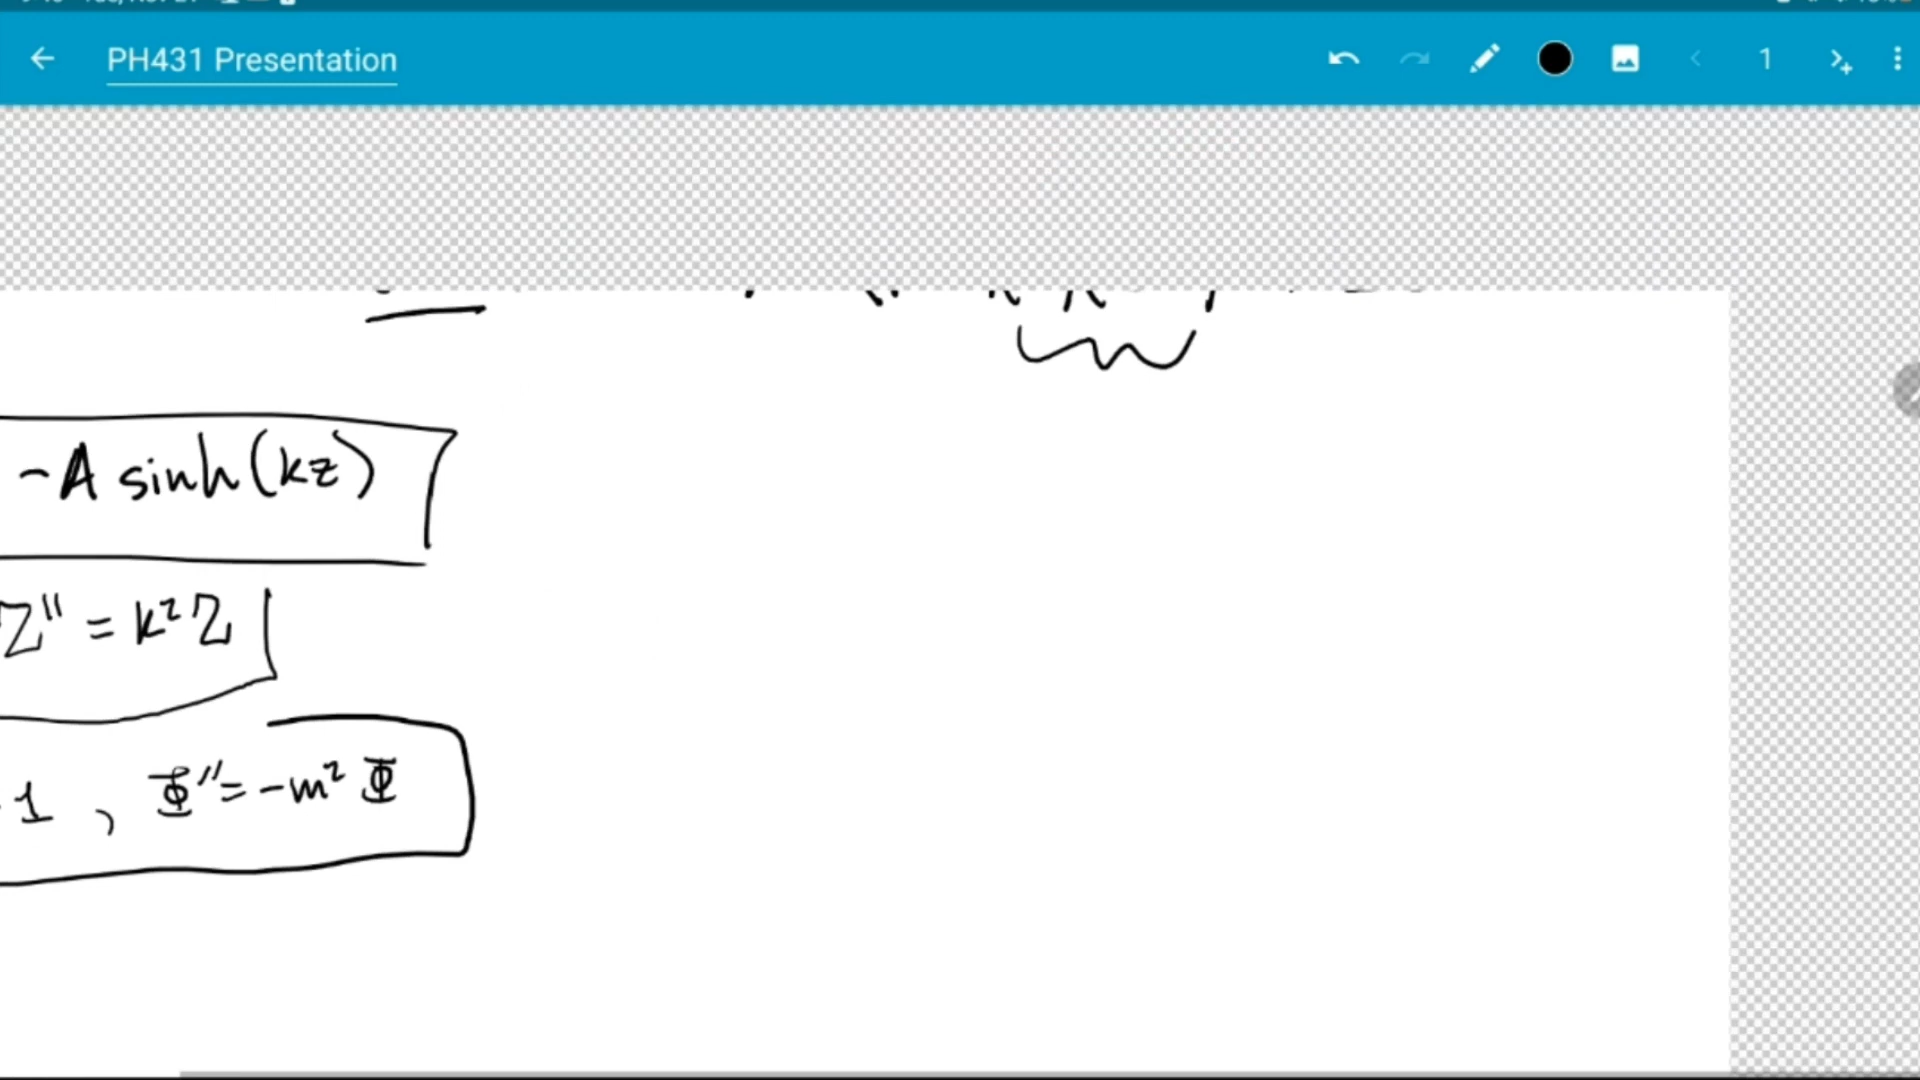 PH431 Presentation
1
-A sinh(kz)
Z'' = k²Z
1 , Φ'' = -m² Φ